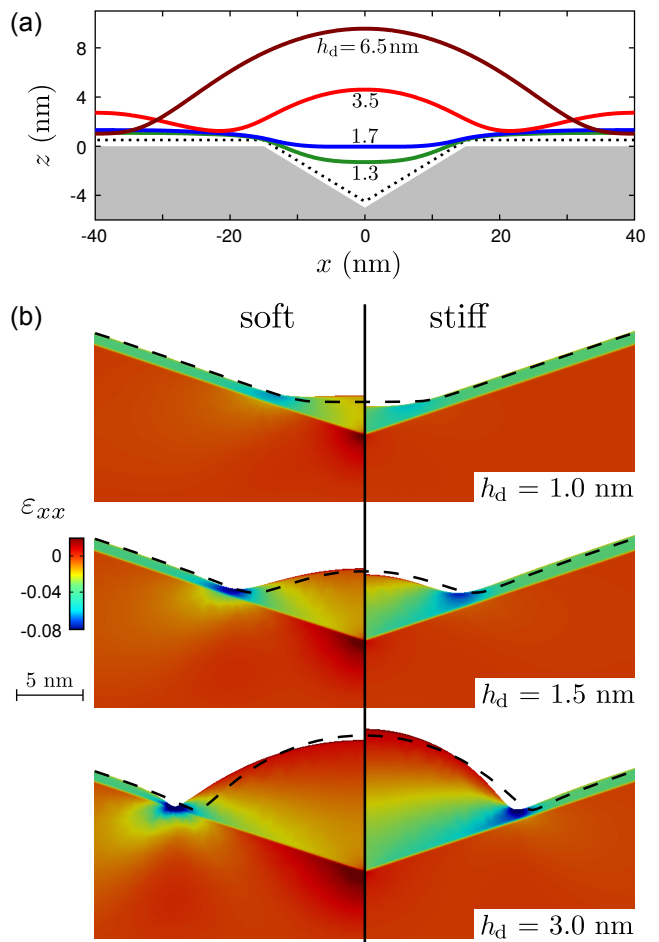 (a)
z (nm)
8
4
0
-4
h_d = 6.5 nm
3.5
1.7
1.3
-40 -20 0 20 40
x (nm)
(b)
soft stiff
h_d = 1.0 nm
ε_xx
0
-0.04
-0.08
5 nm
h_d = 1.5 nm
h_d = 3.0 nm